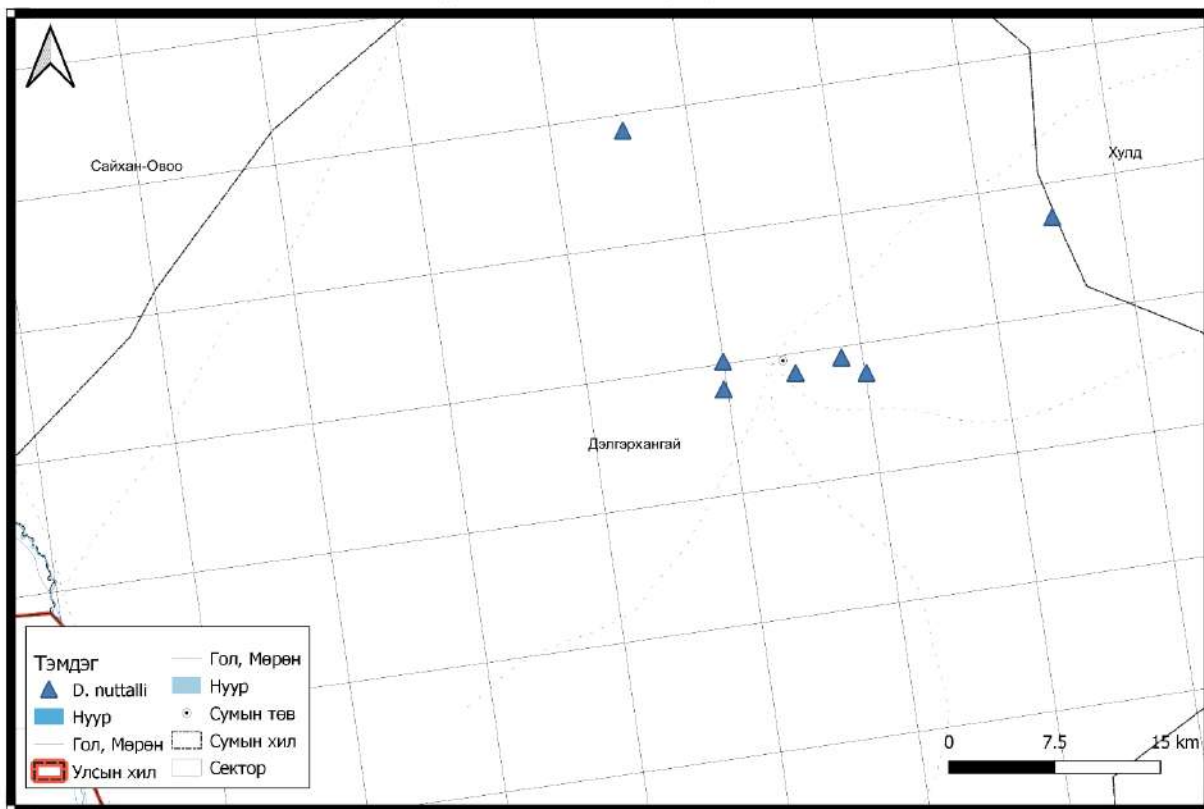 Сайхан-Овоо
Хулд
Дэлгэрхангай
Тэмдэг
D. nuttalli
Нуур
Гол, Мөрөн
Улсын хил
Гол, Мөрөн
Нуур
Сумын төв
Сумын хил
Сектор
0 7.5 15 km